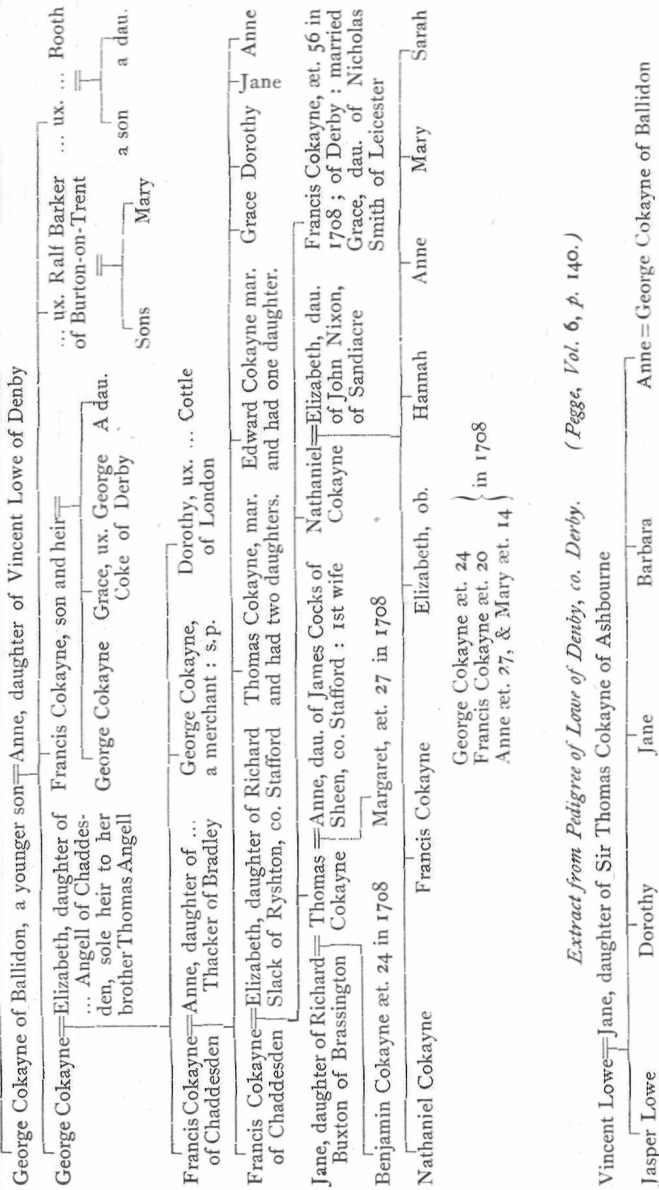 George Cokayne of Ballidon, a younger son=Anne, daughter of Vincent Lowe of Denby
George Cokayne=Elizabeth, daughter of
... Angell of Chaddes-
den, sole heir to her
brother Thomas Angell
Francis Cokayne, son and heir=
George Cokayne
Grace, ux. George
Coke of Derby
A dau.
... ux. Ralf Barker
of Burton-on-Trent
=
Sons
Mary
... ux. ... Booth
=
a son
a dau.
Francis Cokayne=Anne, daughter of ...
of Chaddesden
Thacker of Bradley
George Cokayne,
a merchant : s.p.
Dorothy, ux. ... Cottle
of London
Francis Cokayne=Elizabeth, daughter of Richard
of Chaddesden
Slack of Ryshton, co. Stafford
Thomas Cokayne, mar.
and had two daughters.
Edward Cokayne mar.
and had one daughter.
Grace
Dorothy
Jane
Anne
Jane, daughter of Richard=Thomas=Anne, dau. of James Cocks of
Buxton of Brassington
Cokayne
Sheen, co. Stafford : 1st wife
Nathaniel=Elizabeth, dau.
Cokayne
of John Nixon,
of Sandiacre
Francis Cokayne, æt. 56 in
1708 ; of Derby : married
Grace, dau. of Nicholas
Smith of Leicester
Benjamin Cokayne æt. 24 in 1708
Margaret, æt. 27 in 1708
Nathaniel Cokayne
Francis Cokayne
Elizabeth, ob.
Hannah
Anne
Mary
Sarah
George Cokayne æt. 24
Francis Cokayne æt. 20
Anne æt. 27, & Mary æt. 14
} in 1708
Extract from Pedigree of Lowe of Denby, co. Derby. (Pegge, Vol. 6, p. 140.)
Vincent Lowe=Jane, daughter of Sir Thomas Cokayne of Ashbourne
Jasper Lowe
Dorothy
Jane
Barbara
Anne=George Cokayne of Ballidon